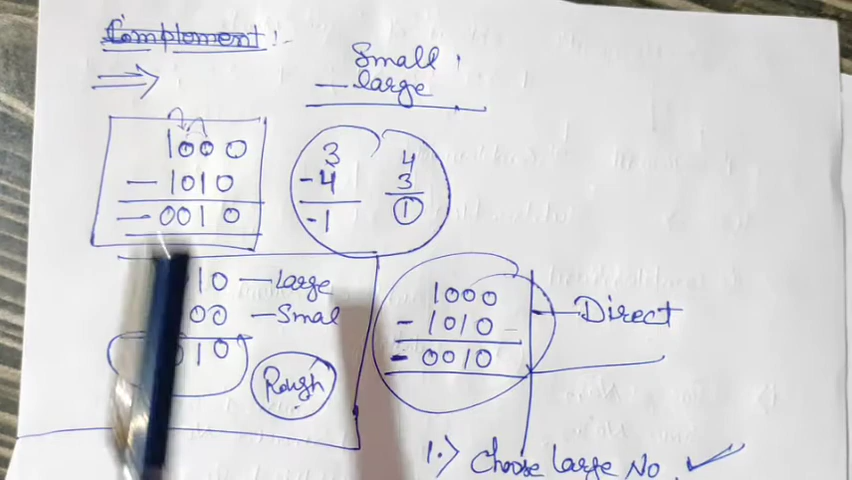 Complement :-
Small
— large
1000
— 1010
— 0010
3
-4
-1
4
3
1
10 — Large
00 — Smal
010
Rough
1000
- 1010
- 0010
Direct
1.) Choose large No.